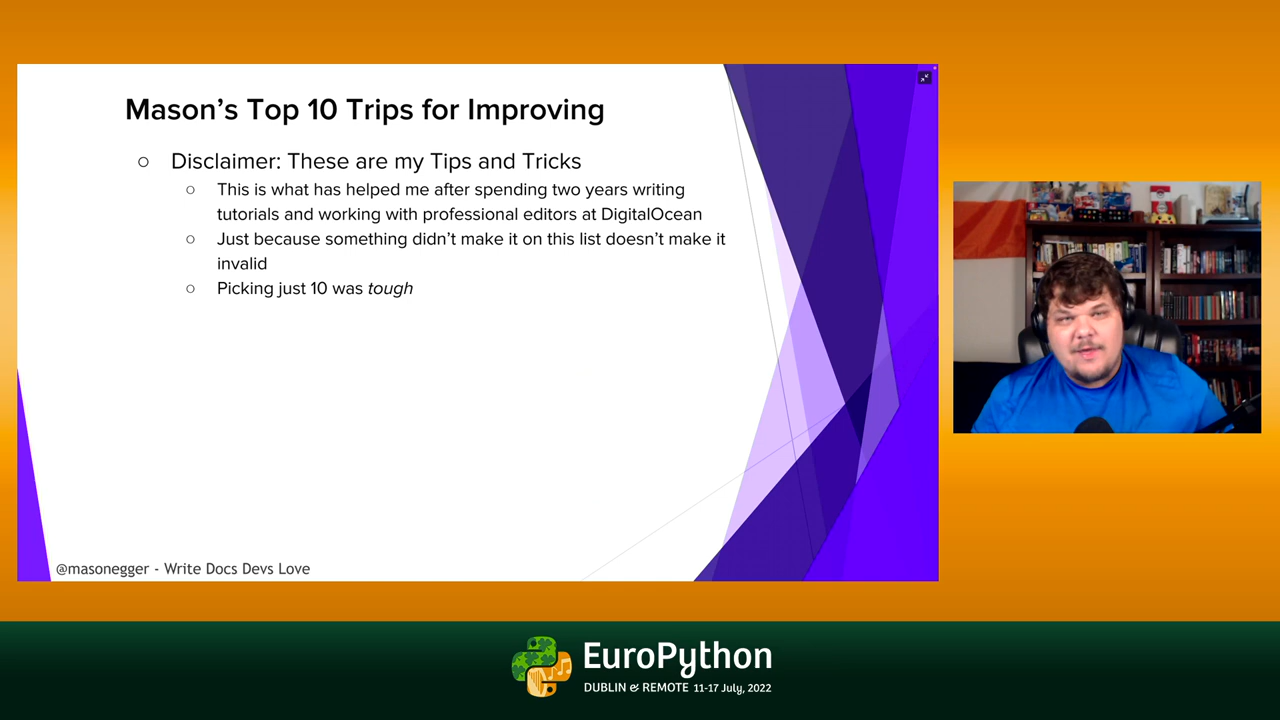 Mason's Top 10 Trips for Improving
○ Disclaimer: These are my Tips and Tricks
○ This is what has helped me after spending two years writing
tutorials and working with professional editors at DigitalOcean
○ Just because something didn't make it on this list doesn't make it
invalid
○ Picking just 10 was tough
@masonegger - Write Docs Devs Love
EuroPython
DUBLIN & REMOTE 11-17 July, 2022